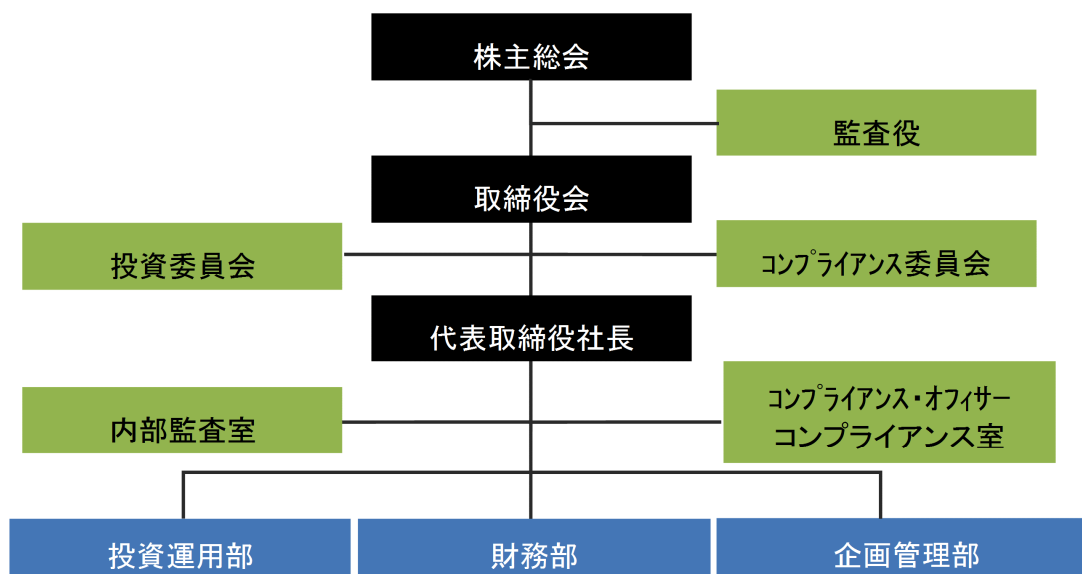 株主総会
監査役
取締役会
投資委員会
コンプライアンス委員会
代表取締役社長
内部監査室
コンプライアンス・オフィサー
コンプライアンス室
投資運用部
財務部
企画管理部